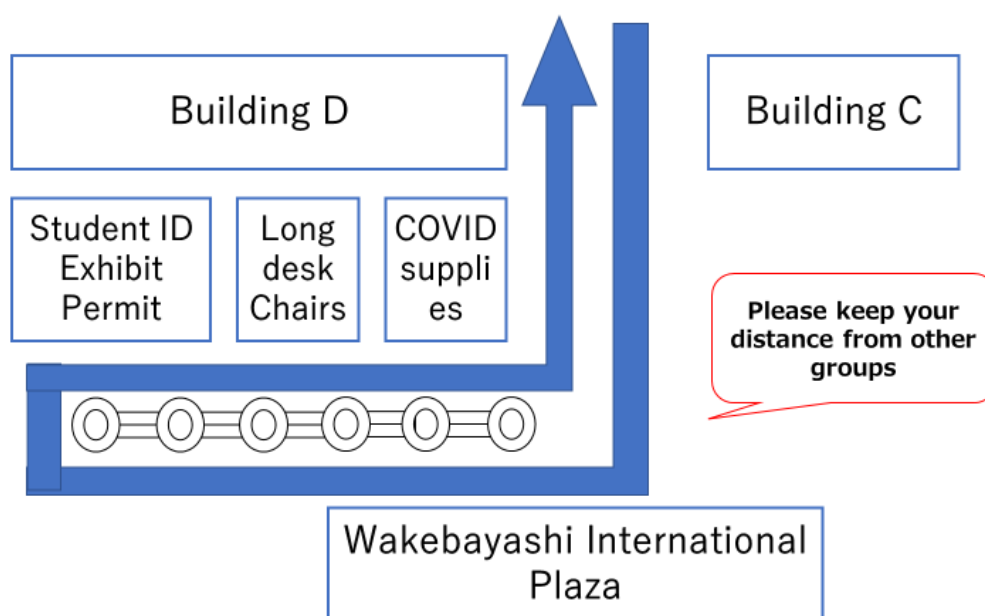 Building D
Building C
Student ID
Exhibit
Permit
Long
desk
Chairs
COVID
suppli
es
Please keep your
distance from other
groups
Wakebayashi International
Plaza